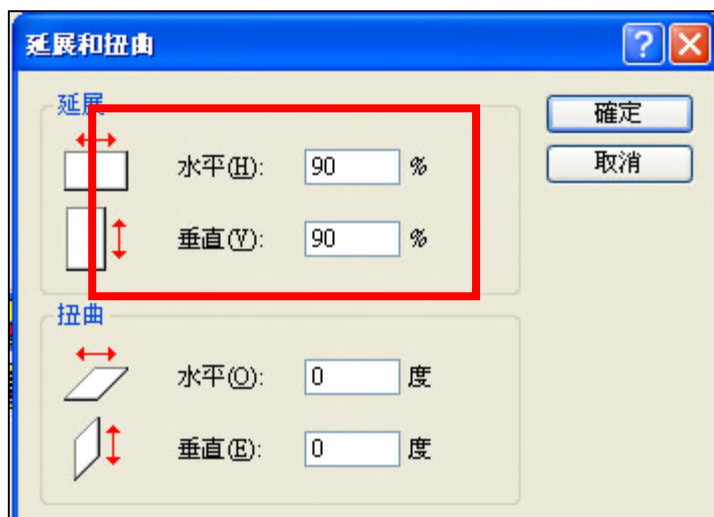 延展和扭曲
延展
水平(H): 90 %
垂直(V): 90 %
扭曲
水平(O): 0 度
垂直(E): 0 度
確定
取消